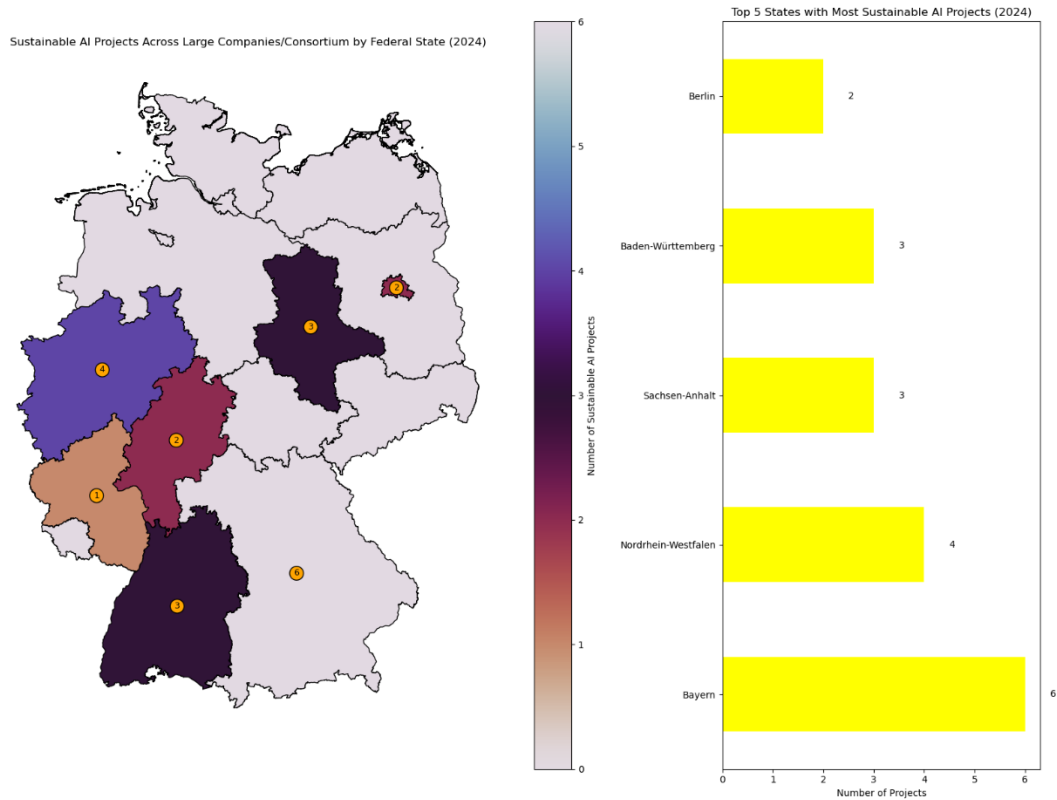 Sustainable AI Projects Across Large Companies/Consortium by Federal State (2024)
2
3
4
2
1
6
3
6
5
4
3
2
1
0
Number of Sustainable AI Projects
Top 5 States with Most Sustainable AI Projects (2024)
Berlin
2
Baden-Württemberg
3
Sachsen-Anhalt
3
Nordrhein-Westfalen
4
Bayern
6
0 1 2 3 4 5 6
Number of Projects